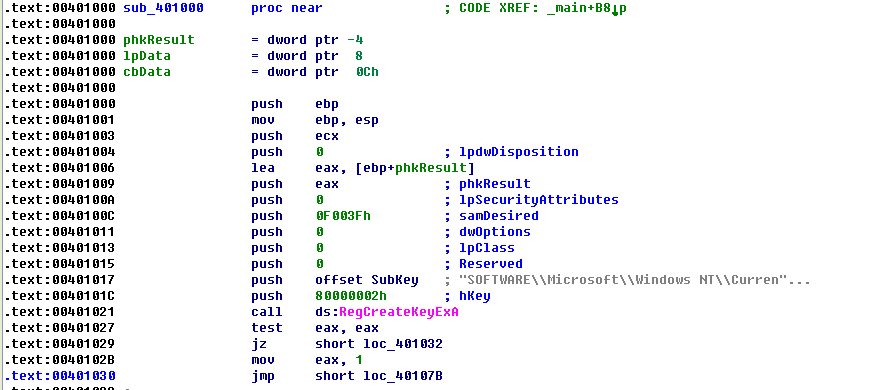 .text:00401000 sub_401000 proc near ; CODE XREF: _main+B8↓p
.text:00401000
.text:00401000 phkResult = dword ptr -4
.text:00401000 lpData = dword ptr 8
.text:00401000 cbData = dword ptr 0Ch
.text:00401000
.text:00401000 push ebp
.text:00401001 mov ebp, esp
.text:00401003 push ecx
.text:00401004 push 0 ; lpdwDisposition
.text:00401006 lea eax, [ebp+phkResult]
.text:00401009 push eax ; phkResult
.text:0040100A push 0 ; lpSecurityAttributes
.text:0040100C push 0F003Fh ; samDesired
.text:00401011 push 0 ; dwOptions
.text:00401013 push 0 ; lpClass
.text:00401015 push 0 ; Reserved
.text:00401017 push offset SubKey ; "SOFTWARE\\Microsoft\\Windows NT\\Curren"...
.text:0040101C push 80000002h ; hKey
.text:00401021 call ds:RegCreateKeyExA
.text:00401027 test eax, eax
.text:00401029 jz short loc_401032
.text:0040102B mov eax, 1
.text:00401030 jmp short loc_40107B